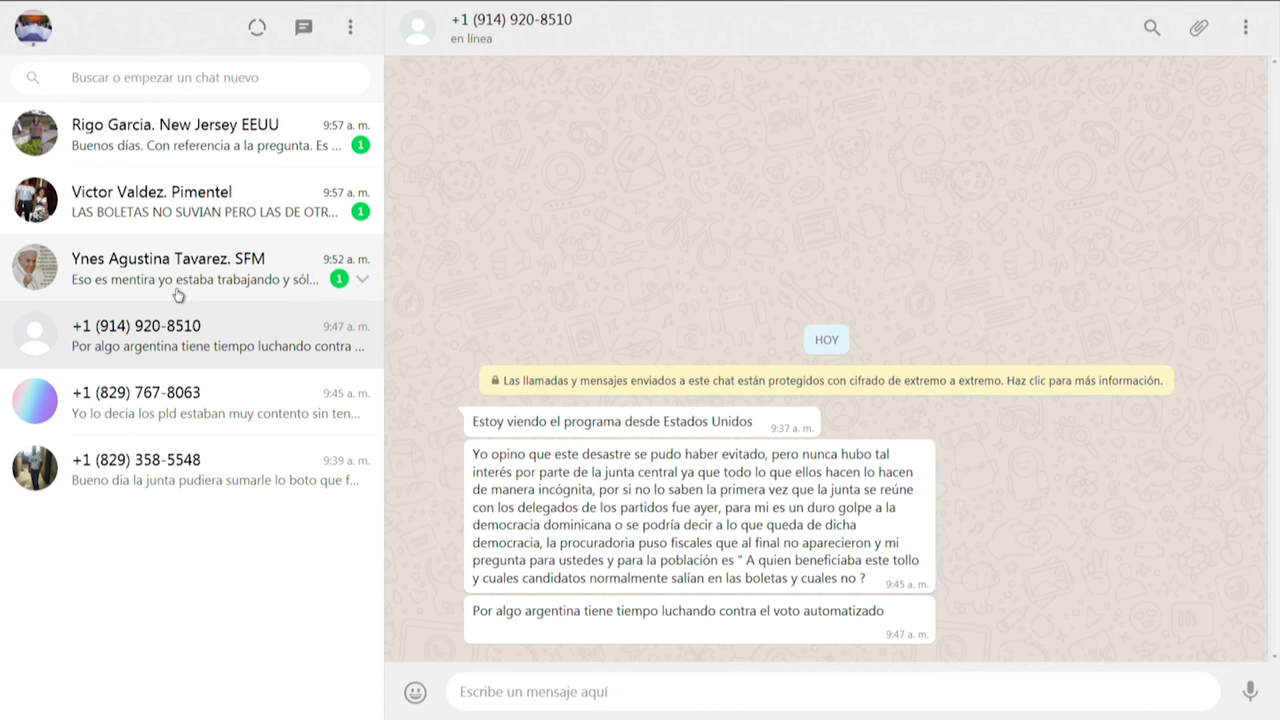 Buscar o empezar un chat nuevo
Rigo Garcia. New Jersey EEUU
9:57 a. m.
Buenos días. Con referencia a la pregunta. Es ...
1
Victor Valdez. Pimentel
9:57 a. m.
LAS BOLETAS NO SUVIAN PERO LAS DE OTR...
1
Ynes Agustina Tavarez. SFM
9:52 a. m.
Eso es mentira yo estaba trabajando y sól...
1
+1 (914) 920-8510
9:47 a. m.
Por algo argentina tiene tiempo luchando contra ...
+1 (829) 767-8063
9:45 a. m.
Yo lo decia los pld estaban muy contento sin ten...
+1 (829) 358-5548
9:39 a. m.
Bueno dia la junta pudiera sumarle lo boto que f...
+1 (914) 920-8510
en línea
HOY
Las llamadas y mensajes enviados a este chat están protegidos con cifrado de extremo a extremo. Haz clic para más información.
Estoy viendo el programa desde Estados Unidos
9:37 a. m.
Yo opino que este desastre se pudo haber evitado, pero nunca hubo tal
interés por parte de la junta central ya que todo lo que ellos hacen lo hacen
de manera incógnita, por si no lo saben la primera vez que la junta se reúne
con los delegados de los partidos fue ayer, para mi es un duro golpe a la
democracia dominicana o se podría decir a lo que queda de dicha
democracia, la procuradoria puso fiscales que al final no aparecieron y mi
pregunta para ustedes y para la población es " A quien beneficiaba este tollo
y cuales candidatos normalmente salían en las boletas y cuales no ?
9:45 a. m.
Por algo argentina tiene tiempo luchando contra el voto automatizado
9:47 a. m.
Escribe un mensaje aquí